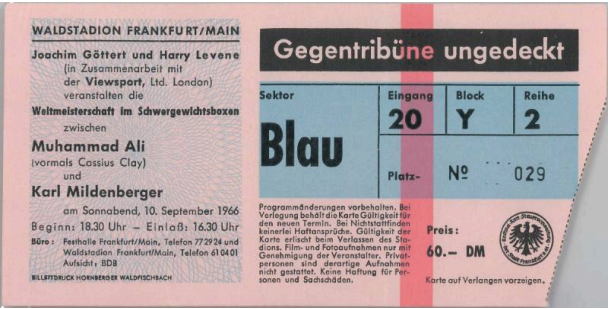 WALDSTADION FRANKFURT/MAIN
Joachim Göttert und Harry Levene
(in Zusammenarbeit mit
der Viewsport, Ltd. London)
veranstalten die
Weltmeisterschaft im Schwergewichtsboxen
zwischen
Muhammad Ali
(vormals Cassius Clay)
und
Karl Mildenberger
am Sonnabend, 10. September 1966
Beginn: 18.30 Uhr – Einlaß: 16.30 Uhr
Büro: Festhalle Frankfurt/Main, Telefon 77 29 24 und
Waldstadion Frankfurt/Main, Telefon 61 04 01
Aufsicht: BDB
BILLETTDRUCK HORNBERGER WALDFISCHBACH
Gegentribüne ungedeckt
Sektor
Blau
Eingang
20
Block
Y
Reihe
2
Platz-
Nº 029
Programmänderungen vorbehalten. Bei
Verlegung behält die Karte Gültigkeit für
den neuen Termin. Bei Nichtstattfinden
keinerlei Haftansprüche. Gültigkeit der
Karte erlischt beim Verlassen des Sta-
dions. Film- und Fotoaufnahmen nur mit
Genehmigung der Veranstalter. Privat-
personen sind derartige Aufnahmen
nicht gestattet. Keine Haftung für Per-
sonen und Sachschäden.
Preis:
60.– DM
Karte auf Verlangen vorzeigen.